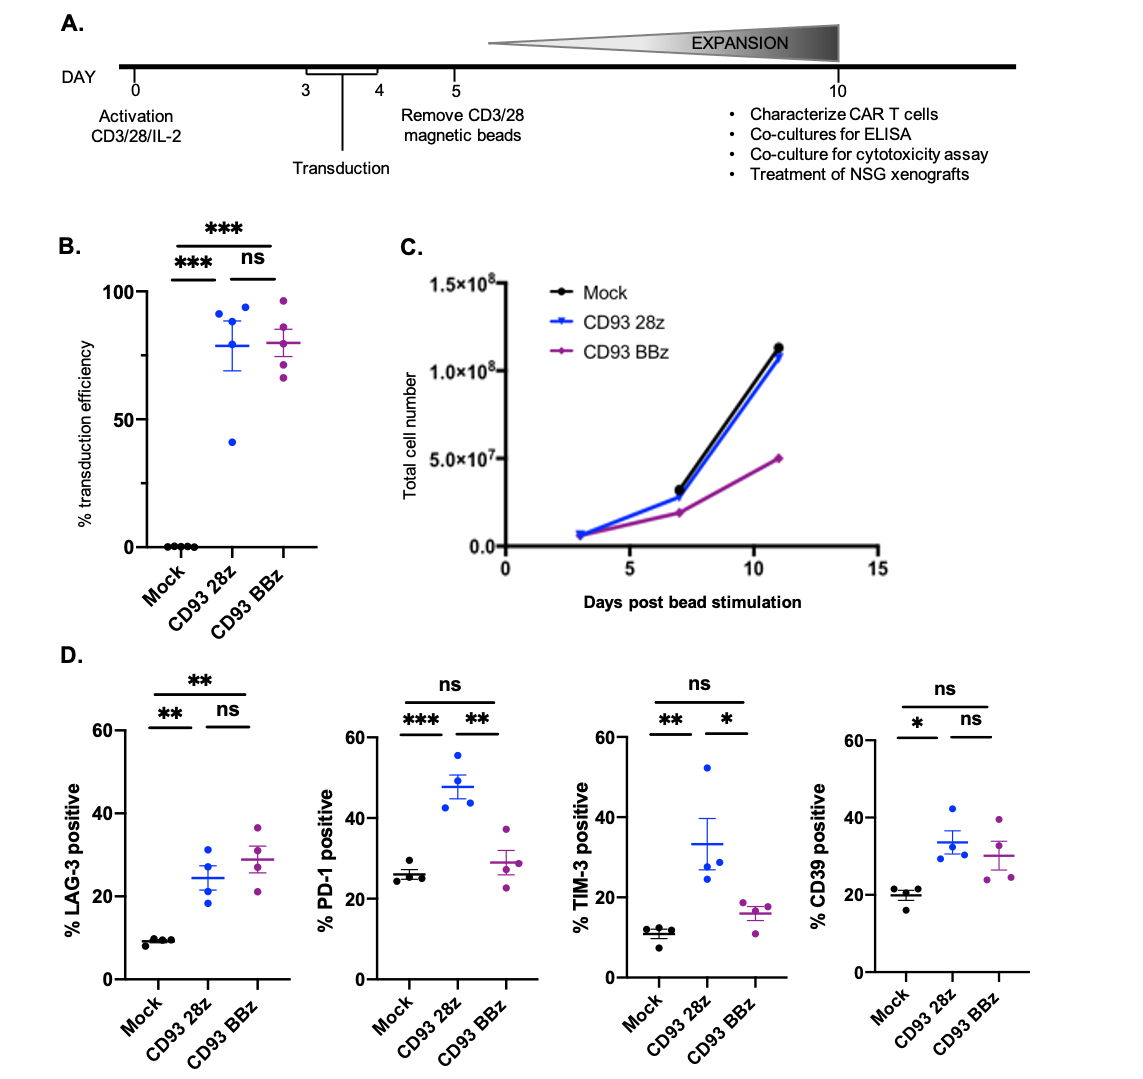 A.
EXPANSION
DAY
0
3
4
5
10
Activation
CD3/28/IL-2
Transduction
Remove CD3/28
magnetic beads
• Characterize CAR T cells
• Co-cultures for ELISA
• Co-culture for cytotoxicity assay
• Treatment of NSG xenografts
B.
***
***
ns
% transduction efficiency
100
50
0
Mock
CD93 28z
CD93 BBz
C.
Total cell number
1.5×10⁸
1.0×10⁸
5.0×10⁷
0.0
0
5
10
15
Days post bead stimulation
Mock
CD93 28z
CD93 BBz
D.
**
**
ns
% LAG-3 positive
60
40
20
0
Mock
CD93 28z
CD93 BBz
ns
***
**
% PD-1 positive
60
40
20
0
Mock
CD93 28z
CD93 BBz
ns
**
*
% TIM-3 positive
60
40
20
0
Mock
CD93 28z
CD93 BBz
ns
*
ns
% CD39 positive
60
40
20
0
Mock
CD93 28z
CD93 BBz